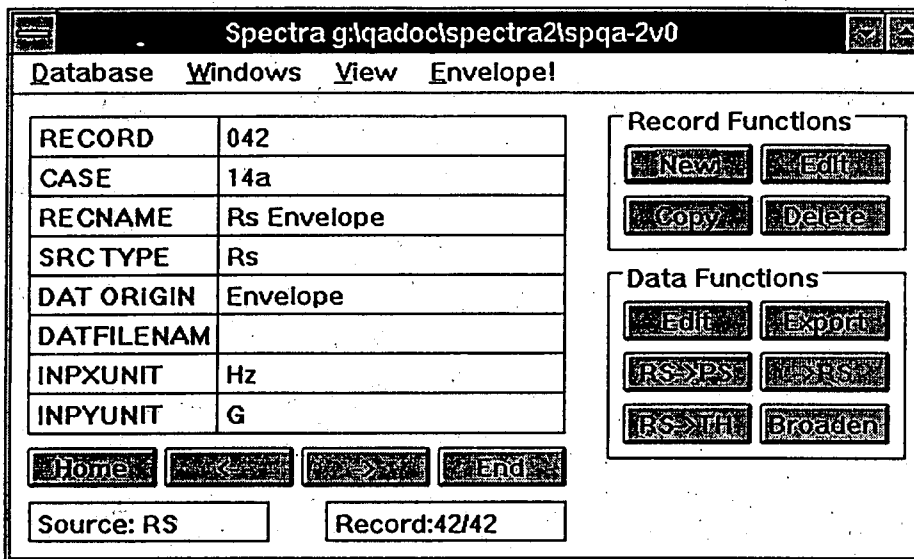 Spectra g:\qadoc\spectra2\spqa-2v0
Database Windows View Envelope!
RECORD 042
CASE 14a
RECNAME Rs Envelope
SRC TYPE Rs
DAT ORIGIN Envelope
DATFILENAM
INPXUNIT Hz
INPYUNIT G
Home <- -> End
Source: RS Record:42/42
Record Functions
New Edit
Copy Delete
Data Functions
Edit Export
RS->PS ->RS
RS->TH Broaden